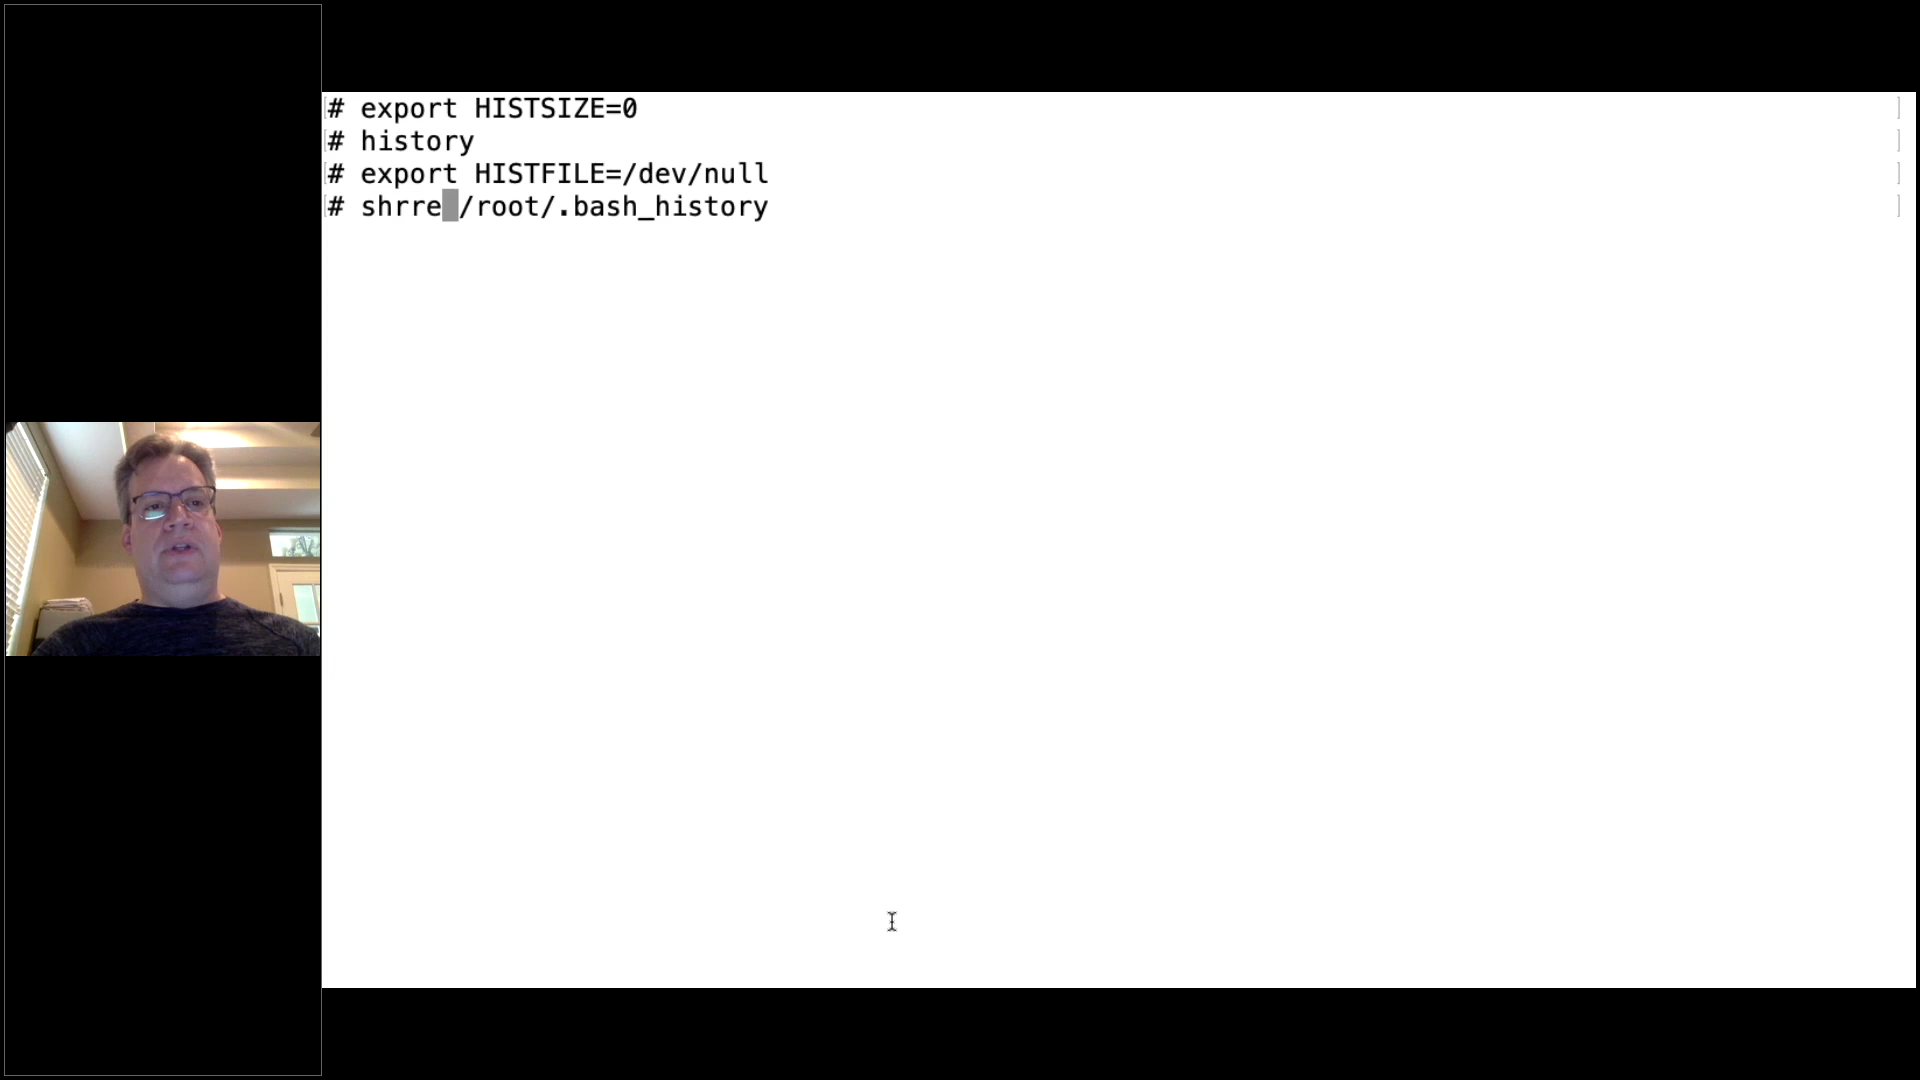 # export HISTSIZE=0
# history
# export HISTFILE=/dev/null
# shrre /root/.bash_history